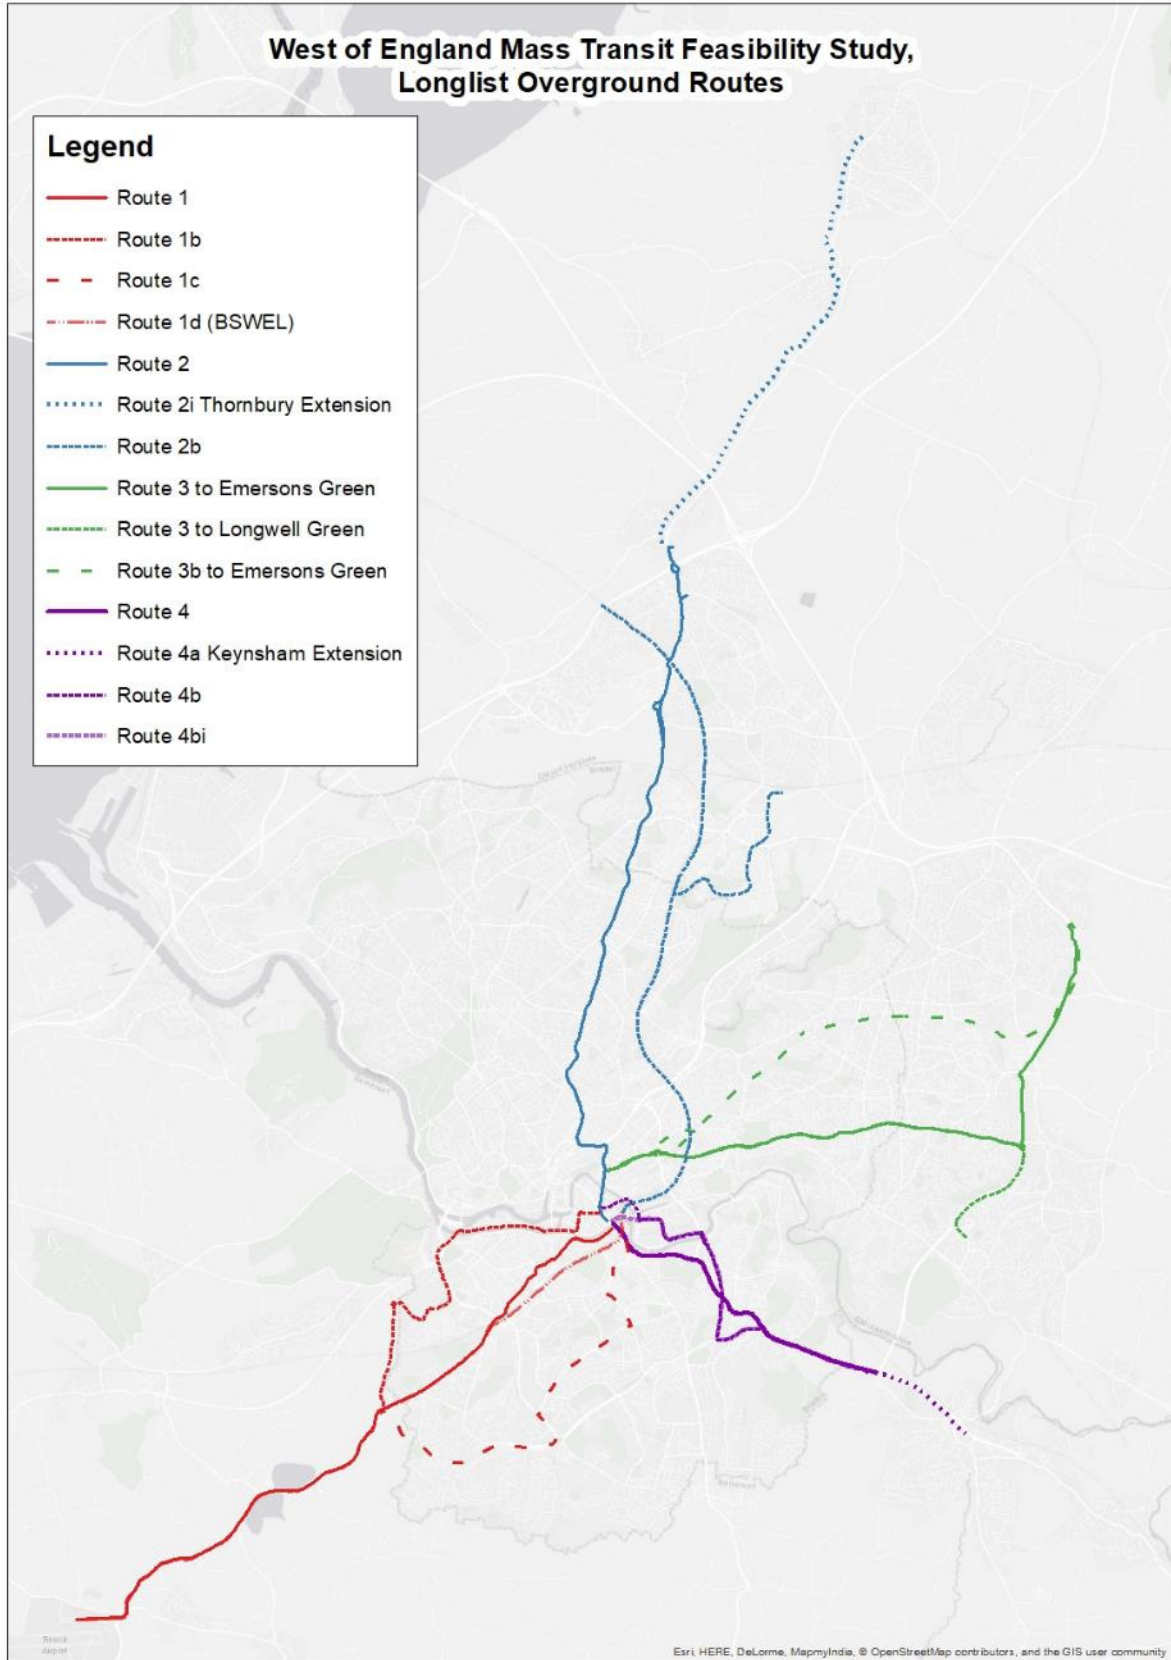 West of England Mass Transit Feasibility Study,
Longlist Overground Routes
Legend
Route 1
Route 1b
Route 1c
Route 1d (BSWEL)
Route 2
Route 2i Thornbury Extension
Route 2b
Route 3 to Emersons Green
Route 3 to Longwell Green
Route 3b to Emersons Green
Route 4
Route 4a Keynsham Extension
Route 4b
Route 4bi
Bristol
Airport
Esri, HERE, DeLorme, MapmyIndia, © OpenStreetMap contributors, and the GIS user community